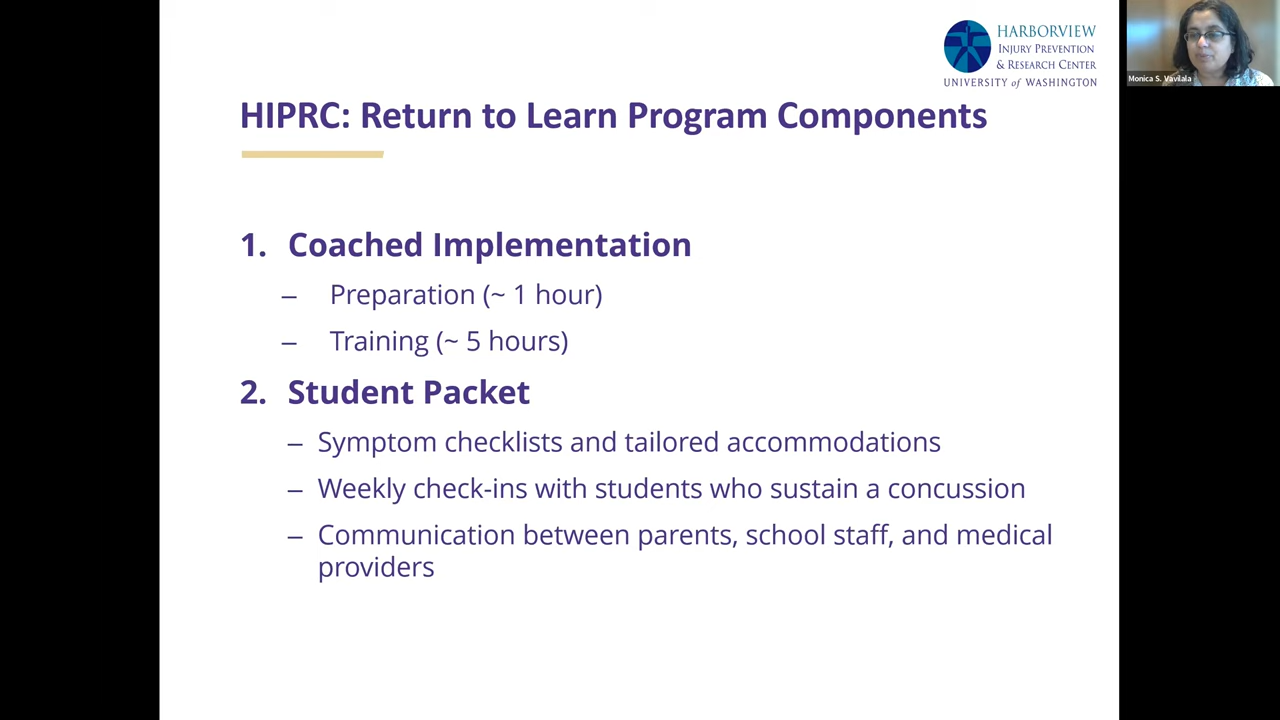 HARBORVIEW
INJURY PREVENTION
& RESEARCH CENTER
UNIVERSITY of WASHINGTON
Monica S. Vavilala
HIPRC: Return to Learn Program Components
1. Coached Implementation
– Preparation (~ 1 hour)
– Training (~ 5 hours)
2. Student Packet
– Symptom checklists and tailored accommodations
– Weekly check-ins with students who sustain a concussion
– Communication between parents, school staff, and medical
providers